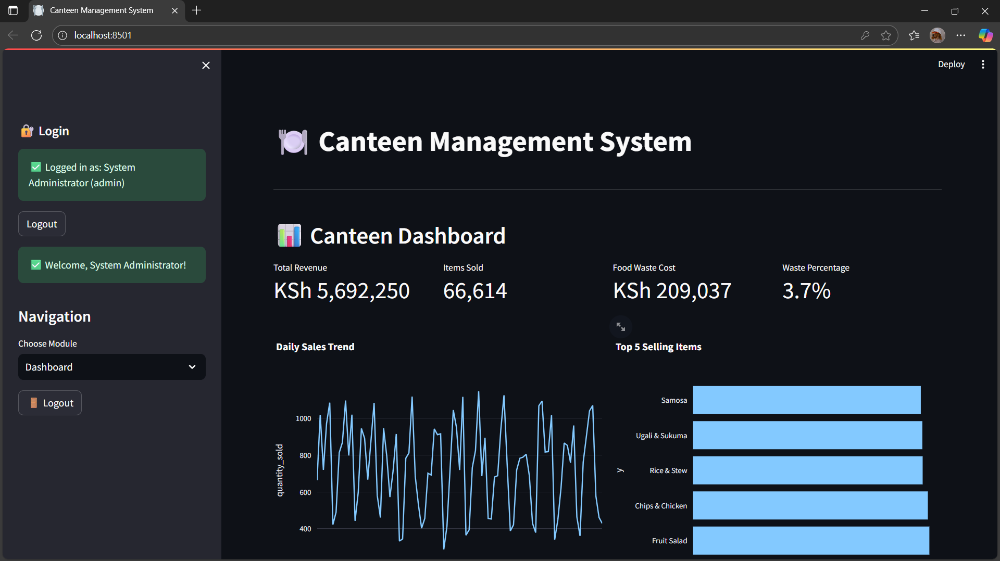 Canteen Management System
localhost:8501
Deploy
Login
Logged in as: System
Administrator (admin)
Logout
Welcome, System Administrator!
Navigation
Choose Module
Dashboard
Logout
Canteen Management System
Canteen Dashboard
Total Revenue
KSh 5,692,250
Items Sold
66,614
Food Waste Cost
KSh 209,037
Waste Percentage
3.7%
Daily Sales Trend
quantity_sold
1000
800
600
400
Top 5 Selling Items
y
Samosa
Ugali & Sukuma
Rice & Stew
Chips & Chicken
Fruit Salad